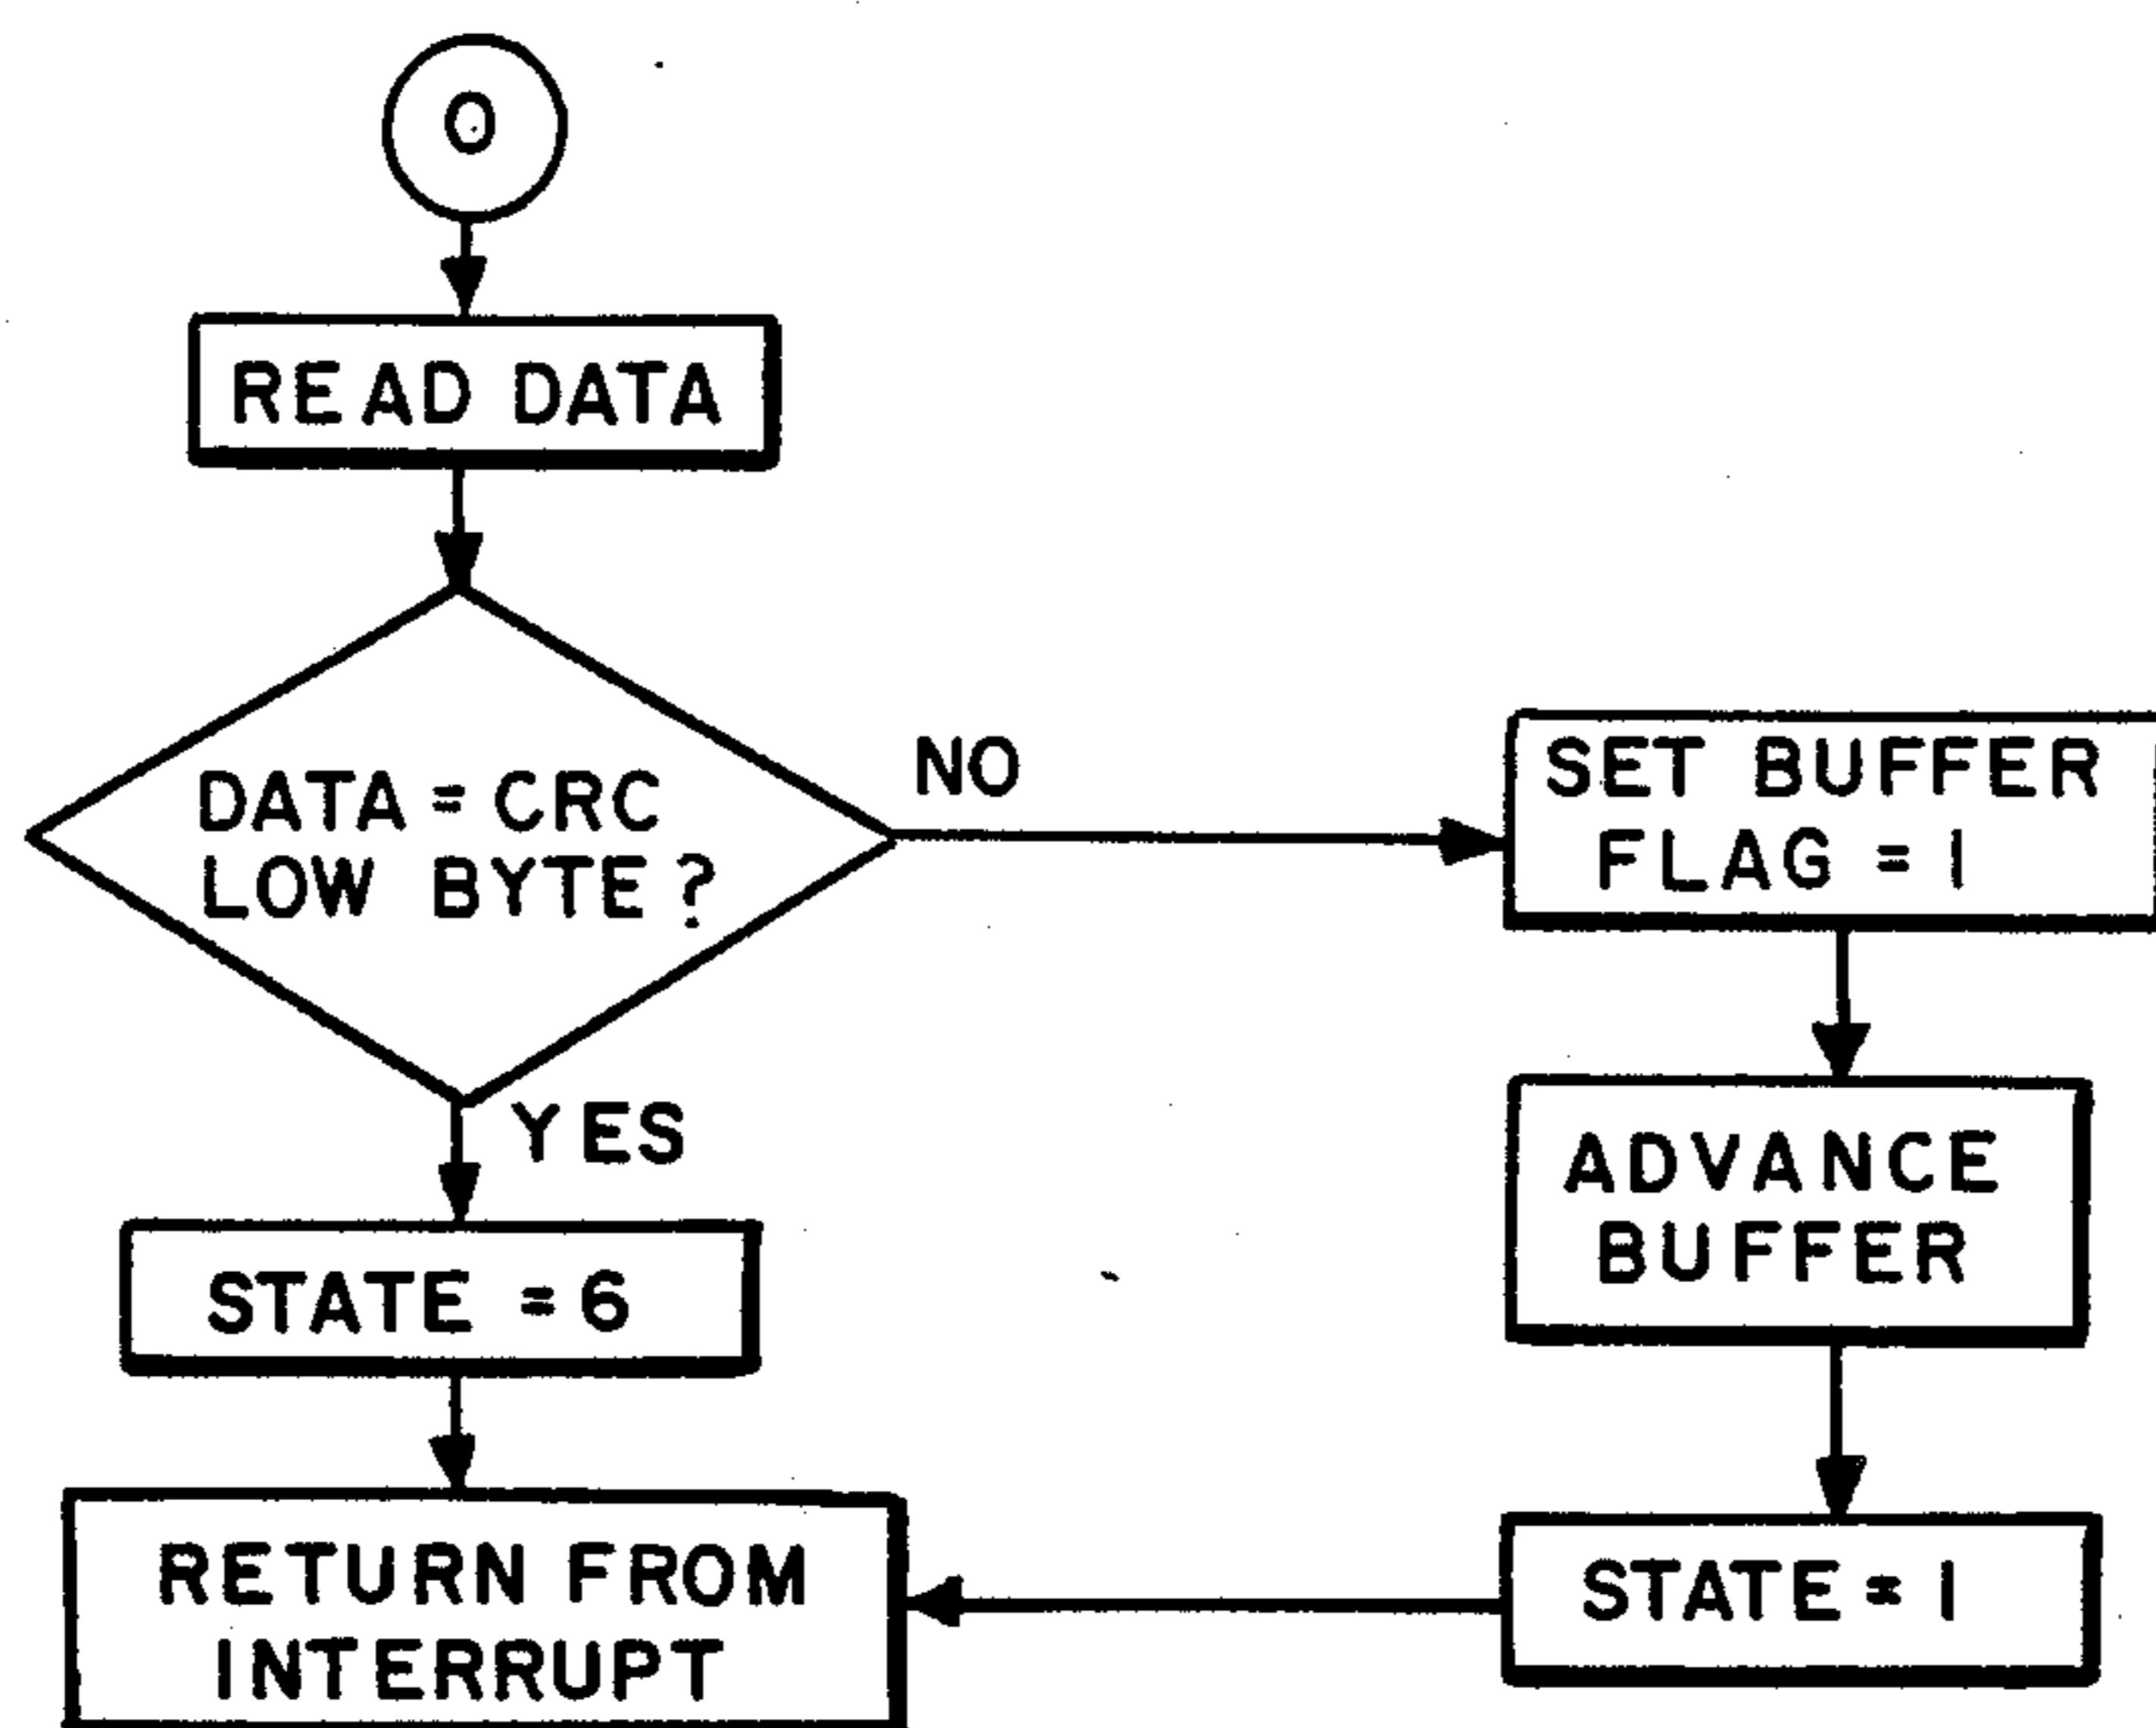 O
READ DATA
DATA = CRC
LOW BYTE ?
NO
SET BUFFER
FLAG = 1
YES
ADVANCE
BUFFER
STATE = 6
STATE = 1
RETURN FROM
INTERRUPT